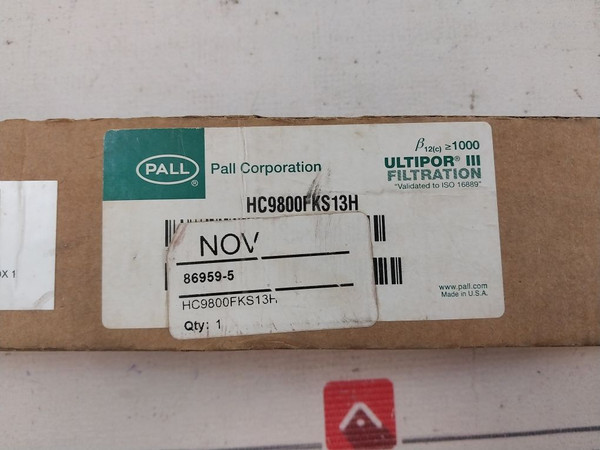 PALL®
Pall Corporation
β12(c) ≥1000
ULTIPOR® III
FILTRATION
"Validated to ISO 16889"
HC9800FKS13H
NOV
86959-5
HC9800FKS13H
Qty: 1
www.pall.com
Made in U.S.A.
OX 1